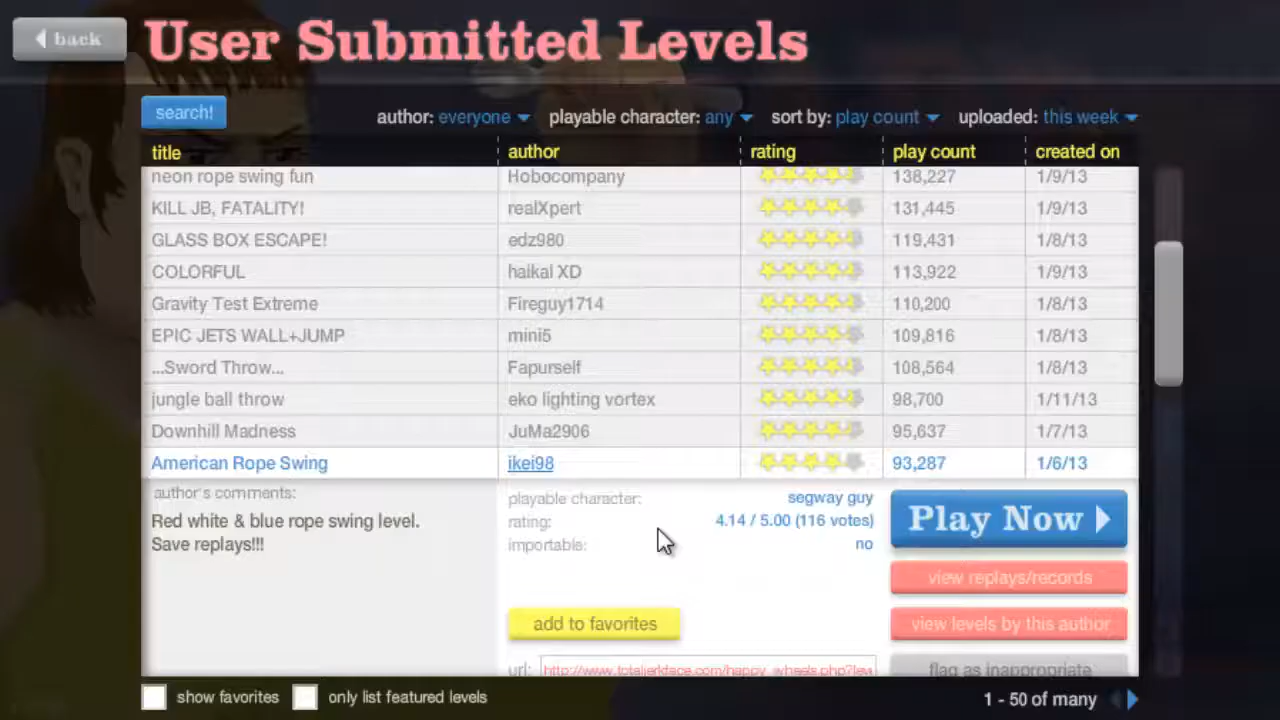 back
User Submitted Levels
search!
author: everyone playable character: any sort by: play count uploaded: this week
title author rating play count created on
neon rope swing fun Hobocompany 138,227 1/9/13
KILL JB, FATALITY! realXpert 131,445 1/9/13
GLASS BOX ESCAPE! edz980 119,431 1/8/13
COLORFUL haikal XD 113,922 1/9/13
Gravity Test Extreme Fireguy1714 110,200 1/8/13
EPIC JETS WALL+JUMP mini5 109,816 1/8/13
...Sword Throw... Fapurself 108,564 1/8/13
jungle ball throw eko lighting vortex 98,700 1/11/13
Downhill Madness JuMa2906 95,637 1/7/13
American Rope Swing ikei98 93,287 1/6/13
author's comments:
Red white & blue rope swing level.
Save replays!!!
playable character: segway guy
rating: 4.14 / 5.00 (116 votes)
importable: no
Play Now
view replays/records
add to favorites
view levels by this author
url: http://www.totaljerkface.com/happy_wheels.php?lev
flag as inappropriate
show favorites only list featured levels
1 - 50 of many